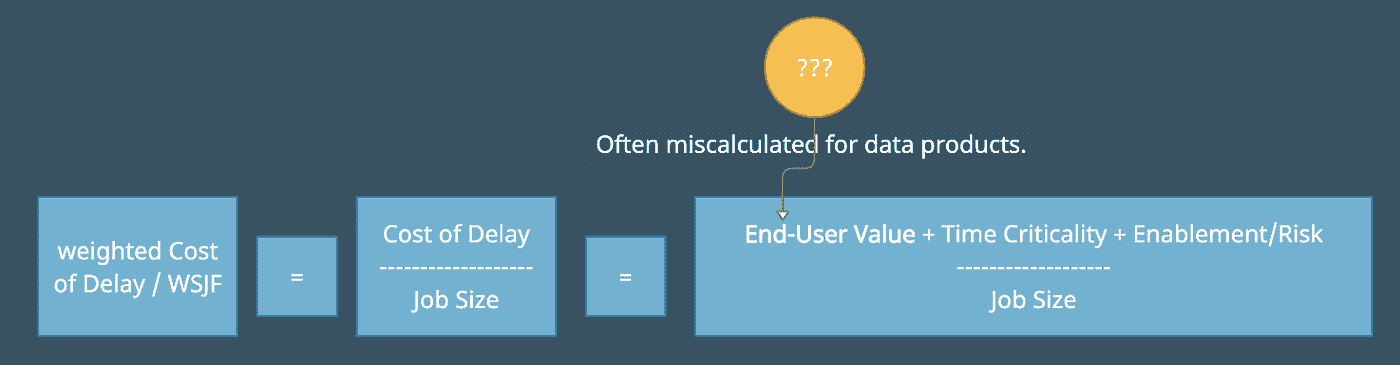 ???
Often miscalculated for data products.
weighted Cost
of Delay / WSJF
=
Cost of Delay
-------------------
Job Size
=
End-User Value + Time Criticality + Enablement/Risk
-------------------
Job Size